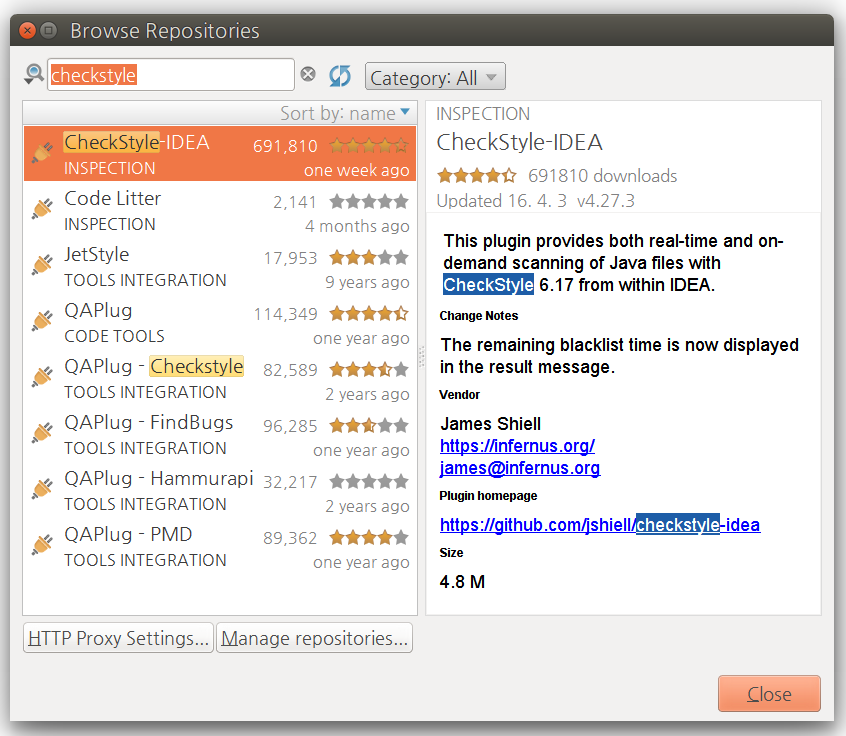 Browse Repositories
checkstyle
Category: All
Sort by: name
CheckStyle-IDEA 691,810
INSPECTION one week ago
Code Litter 2,141
INSPECTION 4 months ago
JetStyle 17,953
TOOLS INTEGRATION 9 years ago
QAPlug 114,349
CODE TOOLS one year ago
QAPlug - Checkstyle 82,589
TOOLS INTEGRATION 2 years ago
QAPlug - FindBugs 96,285
TOOLS INTEGRATION one year ago
QAPlug - Hammurapi 32,217
TOOLS INTEGRATION 2 years ago
QAPlug - PMD 89,362
TOOLS INTEGRATION one year ago
HTTP Proxy Settings...
Manage repositories...
INSPECTION
CheckStyle-IDEA
691810 downloads
Updated 16. 4. 3 v4.27.3
This plugin provides both real-time and on-
demand scanning of Java files with
CheckStyle 6.17 from within IDEA.
Change Notes
The remaining blacklist time is now displayed
in the result message.
Vendor
James Shiell
https://infernus.org/
james@infernus.org
Plugin homepage
https://github.com/jshiell/checkstyle-idea
Size
4.8 M
Close